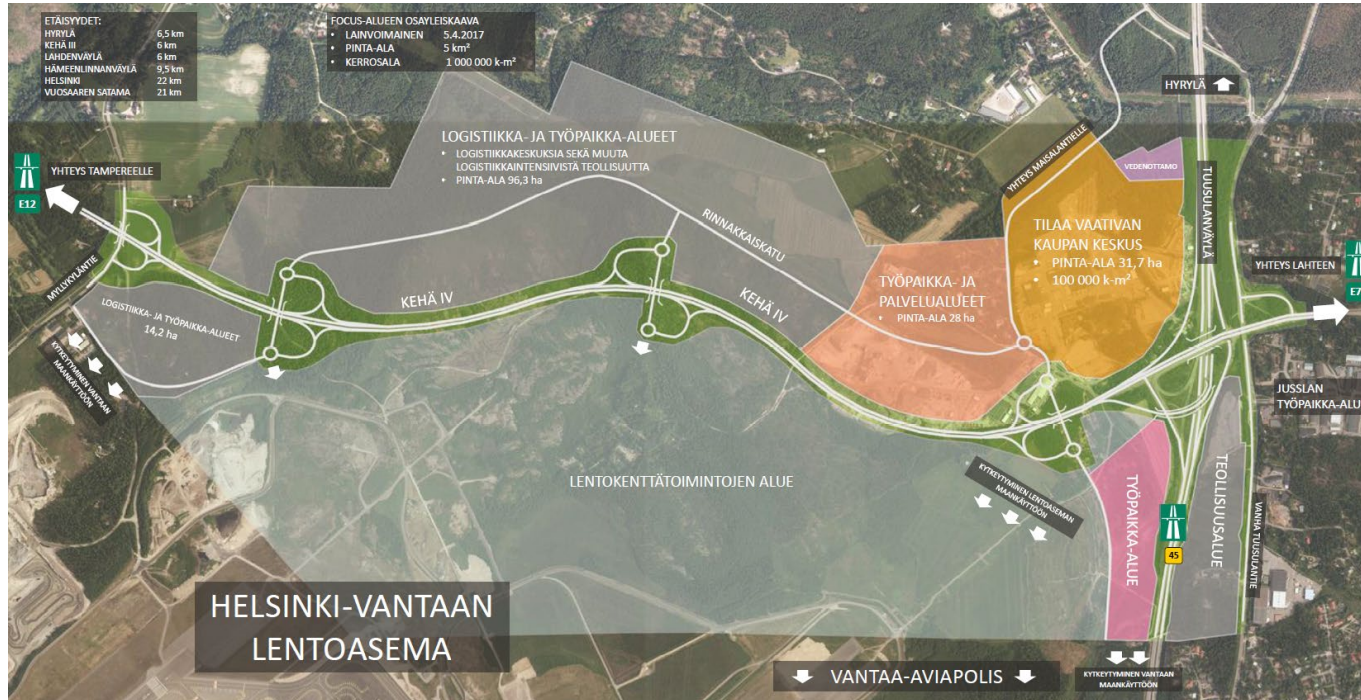 ETÄISYYDET:
HYRYLÄ 6,5 km
KEHÄ III 6 km
LAHDENVÄYLÄ 6 km
HÄMEENLINNANVÄYLÄ 9,5 km
HELSINKI 22 km
VUOSAAREN SATAMA 21 km
FOCUS-ALUEEN OSAYLEISKAAVA
• LAINVOIMAINEN 5.4.2017
• PINTA-ALA 5 km²
• KERROSALA 1 000 000 k-m²
HYRYLÄ
LOGISTIIKKA- JA TYÖPAIKKA-ALUEET
• LOGISTIIKKAKESKUKSIA SEKÄ MUUTA
LOGISTIIKKAINTENSIIVISTÄ TEOLLISUUTTA
• PINTA-ALA 96,3 ha
YHTEYS TAMPEREELLE
E12
YHTEYS MAISALANTIELLE
VEDENOTTAMO
TUUSULANVÄYLÄ
RINNAKKAISKATU
TILAA VAATIVAN
KAUPAN KESKUS
• PINTA-ALA 31,7 ha
• 100 000 k-m²
YHTEYS LAHTEEN
E7
MYLLYKYLÄNTIE
LOGISTIIKKA- JA TYÖPAIKKA-ALUEET
14,2 ha
KEHÄ IV
KEHÄ IV
TYÖPAIKKA- JA
PALVELUALUEET
• PINTA-ALA 28 ha
KYTKEYTYMINEN VANTAAN
MAANKÄYTTÖÖN
JUSSLAN
TYÖPAIKKA-ALU
LENTOKENTTÄTOIMINTOJEN ALUE
KYTKEYTYMINEN LENTOASEMAN
MAANKÄYTTÖÖN
TYÖPAIKKA-ALUE
45
TEOLLISUUSALUE
VANHA TUUSULANTIE
HELSINKI-VANTAAN
LENTOASEMA
VANTAA-AVIAPOLIS
KYTKEYTYMINEN VANTAAN
MAANKÄYTTÖÖN